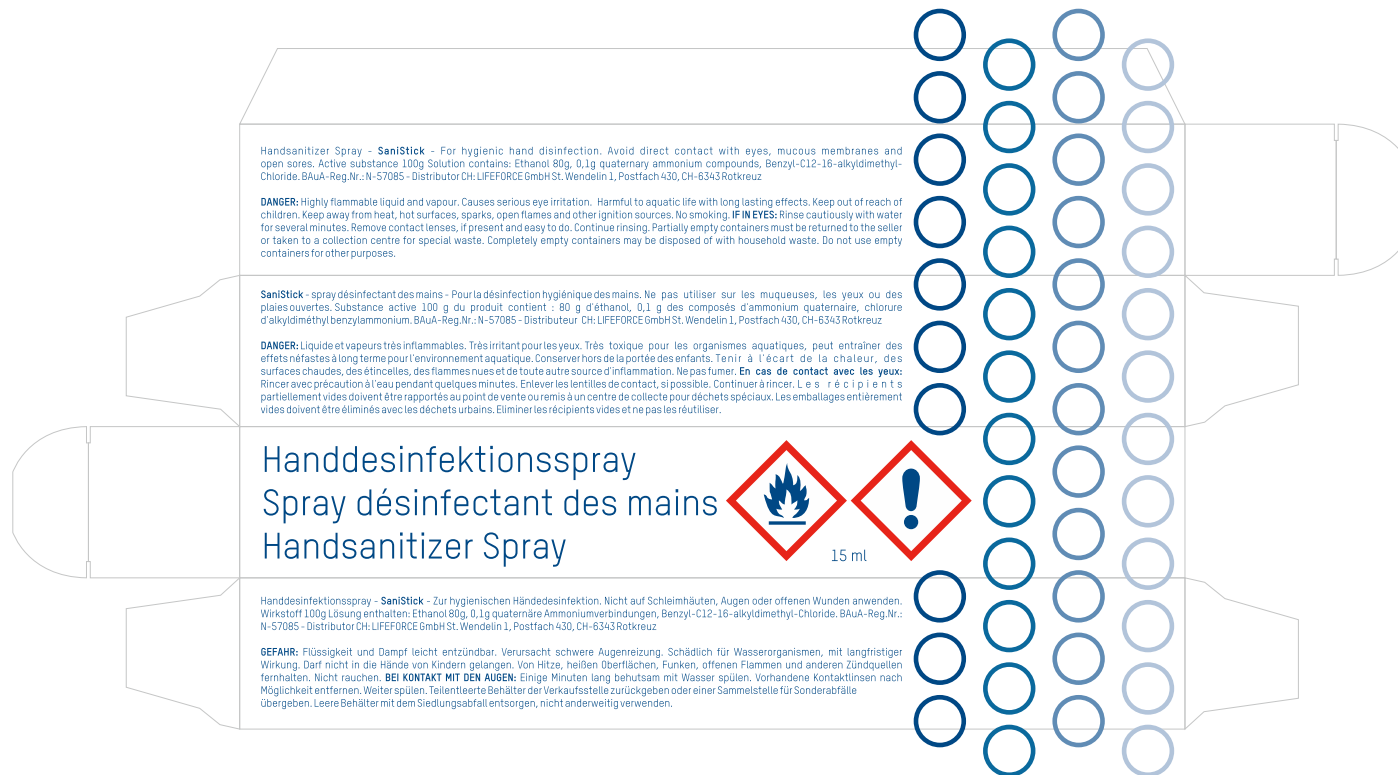 Handsanitizer Spray - SaniStick - For hygienic hand disinfection. Avoid direct contact with eyes, mucous membranes and
open sores. Active substance 100g Solution contains: Ethanol 80g, 0,1g quaternary ammonium compounds, Benzyl-C12-16-alkyldimethyl-
Chloride. BAuA-Reg.Nr.: N-57085 - Distributor CH: LIFEFORCE GmbH St. Wendelin 1, Postfach 430, CH-6343 Rotkreuz
DANGER: Highly flammable liquid and vapour. Causes serious eye irritation. Harmful to aquatic life with long lasting effects. Keep out of reach of
children. Keep away from heat, hot surfaces, sparks, open flames and other ignition sources. No smoking. IF IN EYES: Rinse cautiously with water
for several minutes. Remove contact lenses, if present and easy to do. Continue rinsing. Partially empty containers must be returned to the seller
or taken to a collection centre for special waste. Completely empty containers may be disposed of with household waste. Do not use empty
containers for other purposes.
SaniStick - spray désinfectant des mains - Pour la désinfection hygiénique des mains. Ne pas utiliser sur les muqueuses, les yeux ou des
plaies ouvertes. Substance active 100 g du produit contient : 80 g d'éthanol, 0,1 g des composés d'ammonium quaternaire, chlorure
d'alkyldiméthyl benzylammonium. BAuA-Reg.Nr.: N-57085 - Distributeur CH: LIFEFORCE GmbH St. Wendelin 1, Postfach 430, CH-6343 Rotkreuz
DANGER: Liquide et vapeurs très inflammables. Très irritant pour les yeux. Très toxique pour les organismes aquatiques, peut entraîner des
effets néfastes à long terme pour l'environnement aquatique. Conserver hors de la portée des enfants. Tenir à l'écart de la chaleur, des
surfaces chaudes, des étincelles, des flammes nues et de toute autre source d'inflammation. Ne pas fumer. En cas de contact avec les yeux:
Rincer avec précaution à l'eau pendant quelques minutes. Enlever les lentilles de contact, si possible. Continuer à rincer. Les récipients
partiellement vides doivent être rapportés au point de vente ou remis à un centre de collecte pour déchets spéciaux. Les emballages entièrement
vides doivent être éliminés avec les déchets urbains. Eliminer les récipients vides et ne pas les réutiliser.
Handdesinfektionsspray
Spray désinfectant des mains
Handsanitizer Spray
15 ml
Handdesinfektionsspray - SaniStick - Zur hygienischen Händedesinfektion. Nicht auf Schleimhäuten, Augen oder offenen Wunden anwenden.
Wirkstoff 100g Lösung enthalten: Ethanol 80g, 0,1g quaternäre Ammoniumverbindungen, Benzyl-C12-16-alkyldimethyl-Chloride. BAuA-Reg.Nr.:
N-57085 - Distributor CH: LIFEFORCE GmbH St. Wendelin 1, Postfach 430, CH-6343 Rotkreuz
GEFAHR: Flüssigkeit und Dampf leicht entzündbar. Verursacht schwere Augenreizung. Schädlich für Wasserorganismen, mit langfristiger
Wirkung. Darf nicht in die Hände von Kindern gelangen. Von Hitze, heißen Oberflächen, Funken, offenen Flammen und anderen Zündquellen
fernhalten. Nicht rauchen. BEI KONTAKT MIT DEN AUGEN: Einige Minuten lang behutsam mit Wasser spülen. Vorhandene Kontaktlinsen nach
Möglichkeit entfernen. Weiter spülen. Teilentleerte Behälter der Verkaufsstelle zurückgeben oder einer Sammelstelle für Sonderabfälle
übergeben. Leere Behälter mit dem Siedlungsabfall entsorgen, nicht anderweitig verwenden.